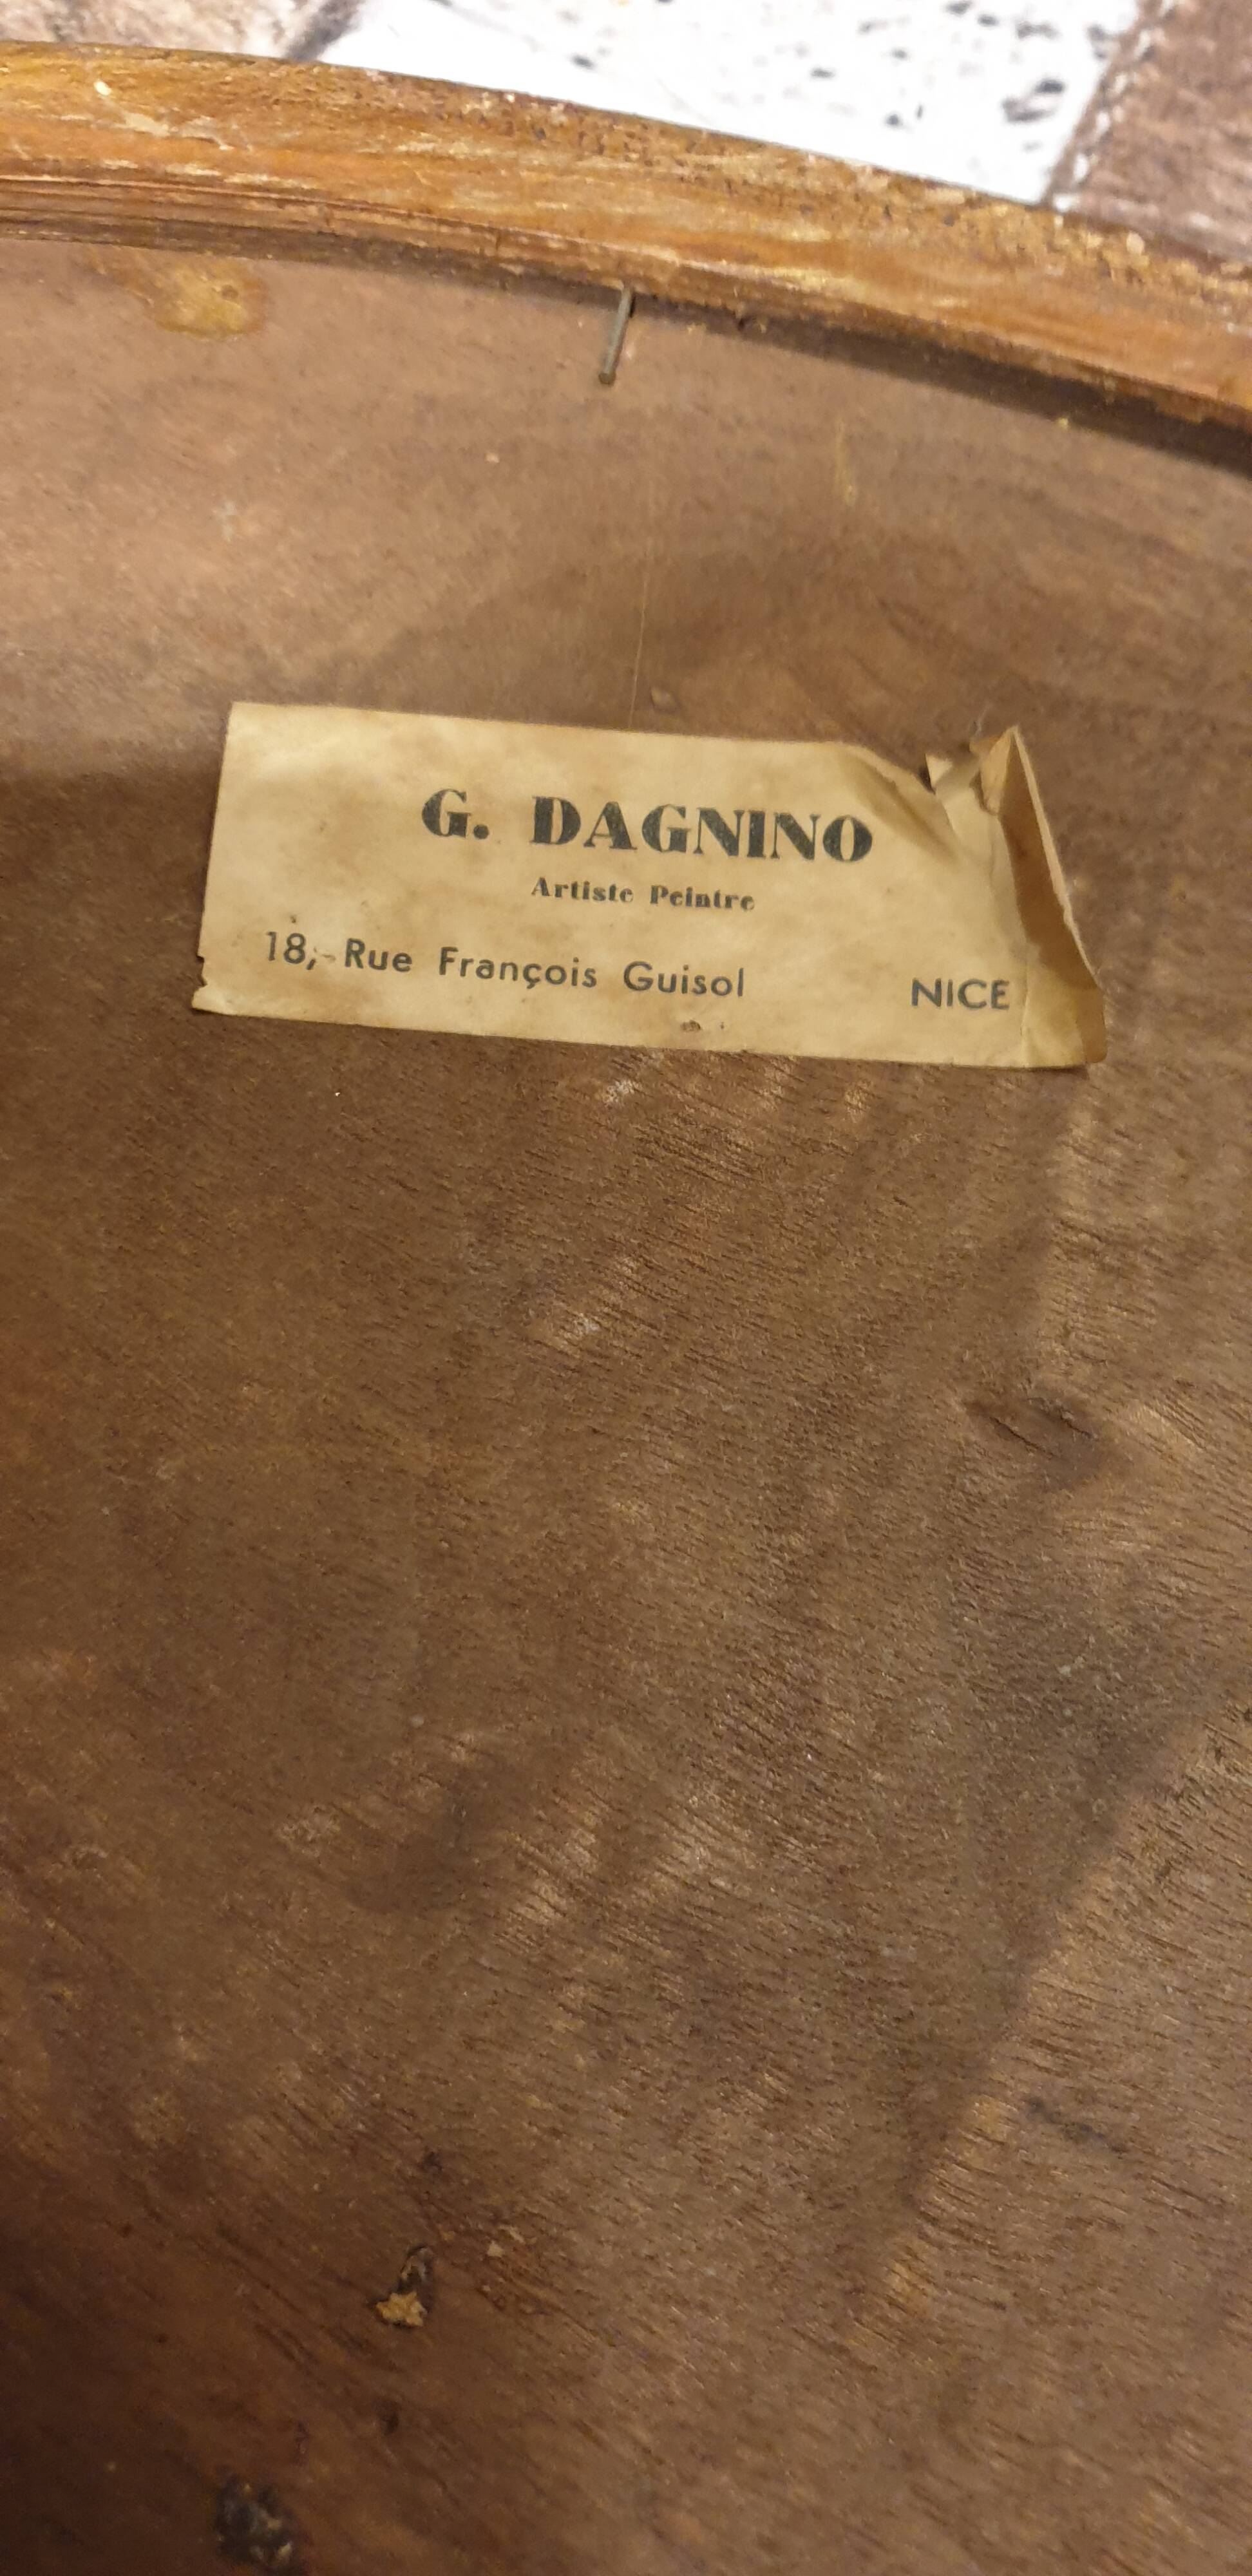 G. DAGNINO
Artiste Peintre
18,- Rue François Guisol NICE